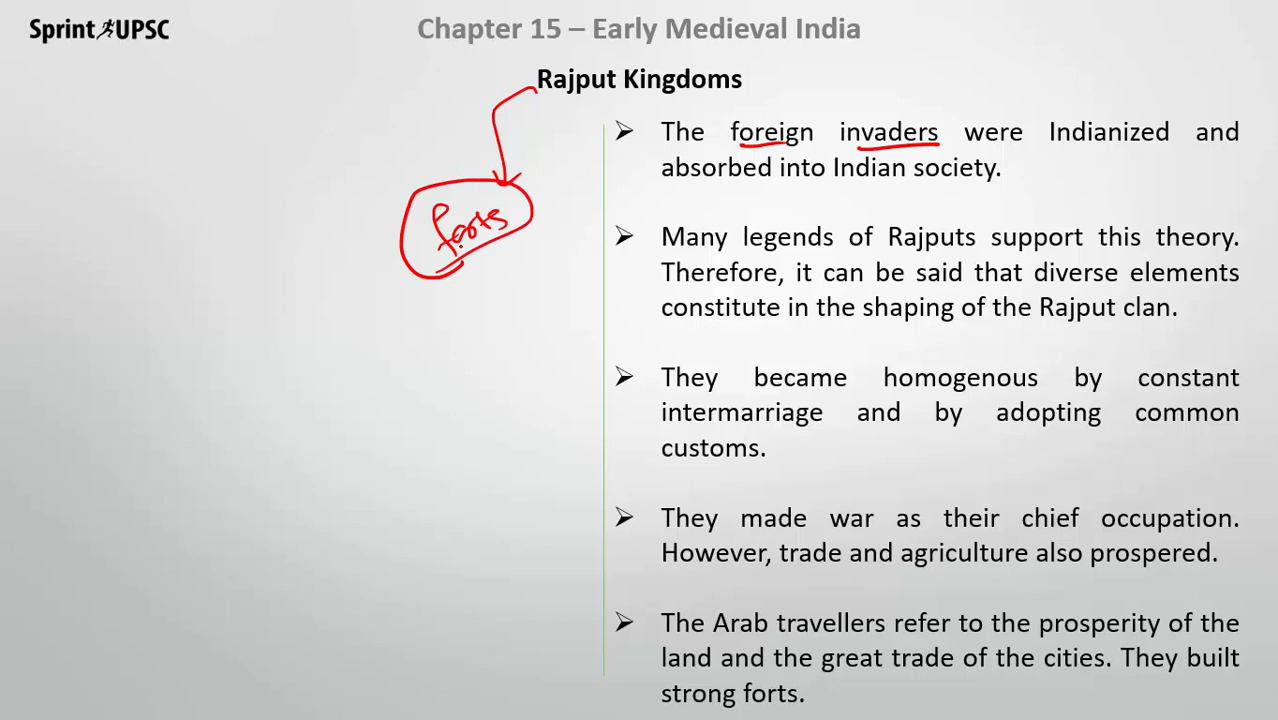 Sprint UPSC
Chapter 15 – Early Medieval India
Rajput Kingdoms
forts
➢ The foreign invaders were Indianized and
absorbed into Indian society.
➢ Many legends of Rajputs support this theory.
Therefore, it can be said that diverse elements
constitute in the shaping of the Rajput clan.
➢ They became homogenous by constant
intermarriage and by adopting common
customs.
➢ They made war as their chief occupation.
However, trade and agriculture also prospered.
➢ The Arab travellers refer to the prosperity of the
land and the great trade of the cities. They built
strong forts.